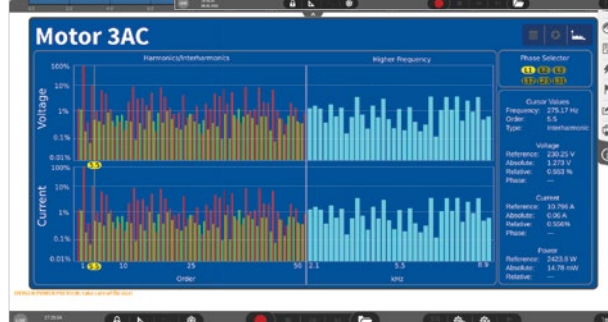 Motor 3AC
Harmonics/Interharmonics
Higher Frequency
Phase Selector
L1 L2 L3
Voltage
100%
10%
1%
0.1%
0.01%
5.5
Current
100%
10%
1%
0.1%
0.01%
1 5.5 10 25 50 2.1 5.5 8.9
Order
kHz
Cursor Values
Frequency: 275.17 Hz
Order: 5.5
Type: Interharmonic
Voltage
Reference: 230.25 V
Absolute: 1.273 V
Relative: 0.553 %
Phase: ---
Current
Reference: 10.796 A
Absolute: 0.06 A
Relative: 0.556%
Phase: ---
Power
Reference: 2423.8 W
Absolute: 14.78 mW
Relative: ---